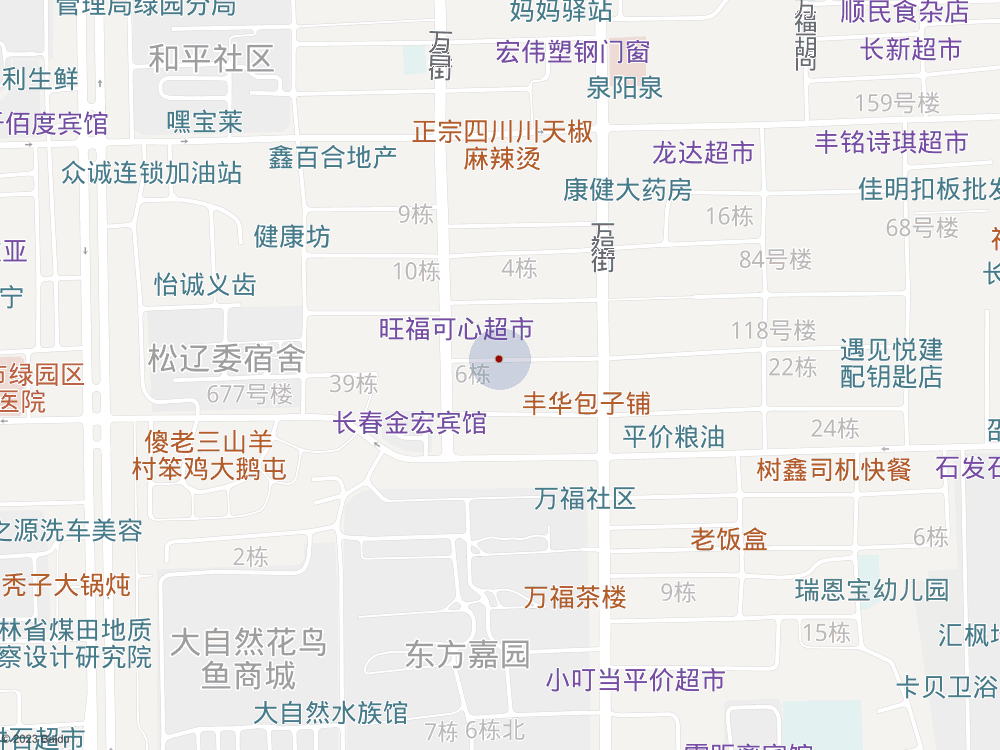 管理局绿园分局
妈妈驿站
万福胡同
顺民食杂店
和平社区
万昌街
宏伟塑钢门窗
长新超市
利生鲜
泉阳泉
159号楼
佰度宾馆
嘿宝莱
正宗四川川天椒
麻辣烫
丰铭诗琪超市
鑫百合地产
龙达超市
众诚连锁加油站
康健大药房
佳明扣板批发
9栋
16栋
68号楼
健康坊
万福街
亚
10栋
4栋
84号楼
长
怡诚义齿
宁
旺福可心超市
118号楼
松辽委宿舍
遇见悦建
配钥匙店
22栋
绿园区
医院
6栋
39栋
677号楼
丰华包子铺
长春金宏宾馆
平价粮油
24栋
傻老三山羊
村笨鸡大鹅屯
树鑫司机快餐
石发石
万福社区
之源洗车美容
老饭盒
6栋
2栋
秃子大锅炖
万福茶楼
9栋
瑞恩宝幼儿园
林省煤田地质
察设计研究院
15栋
汇枫
大自然花鸟
鱼商城
东方嘉园
小叮当平价超市
卡贝卫浴
大自然水族馆
7栋
6栋北
石超市
© 2023 Baidu